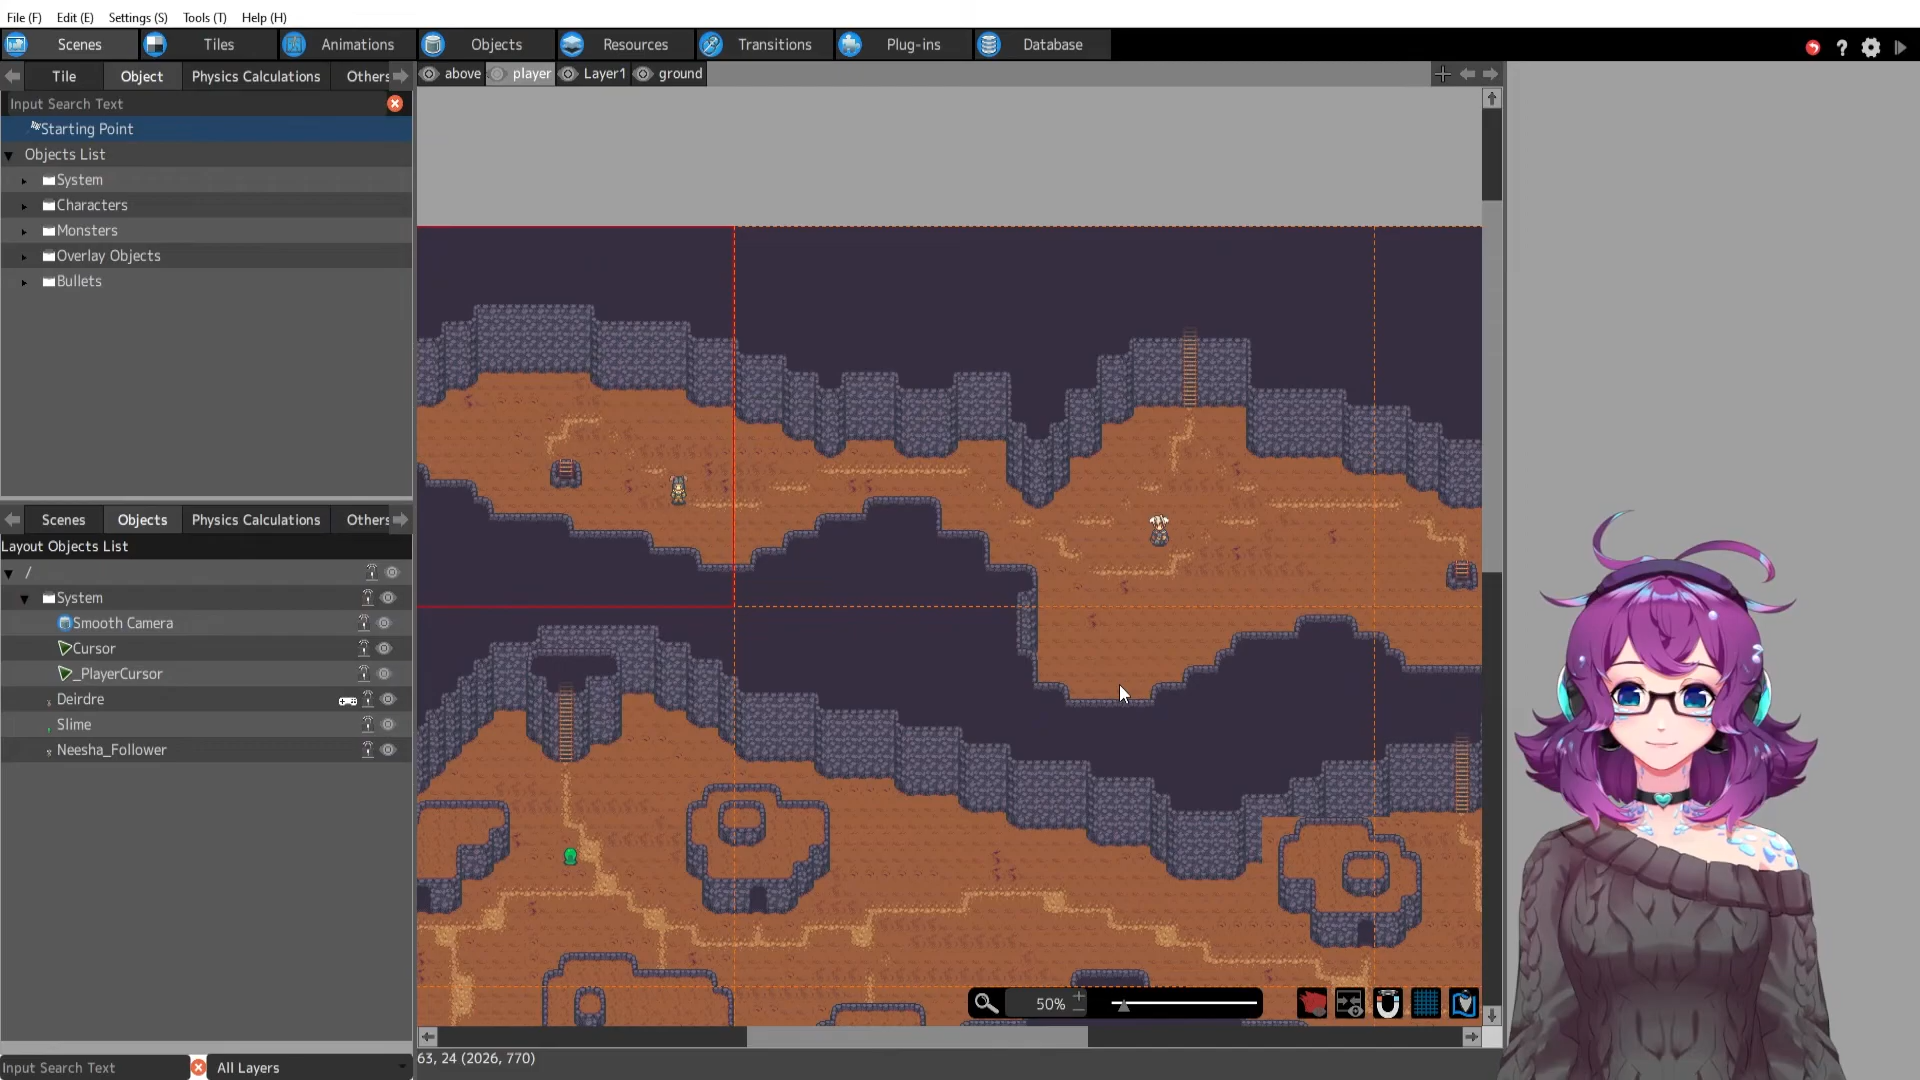 File (F) Edit (E) Settings (S) Tools (T) Help (H)
Scenes Tiles Animations Objects Resources Transitions Plug-ins Database
Tile Object Physics Calculations Others
above player Layer1 ground
Input Search Text
Starting Point
Objects List
System
Characters
Monsters
Overlay Objects
Bullets
Scenes Objects Physics Calculations Others
Layout Objects List
/
System
Smooth Camera
Cursor
_PlayerCursor
Deirdre
Slime
Neesha_Follower
50%
63, 24 (2026, 770)
Input Search Text All Layers